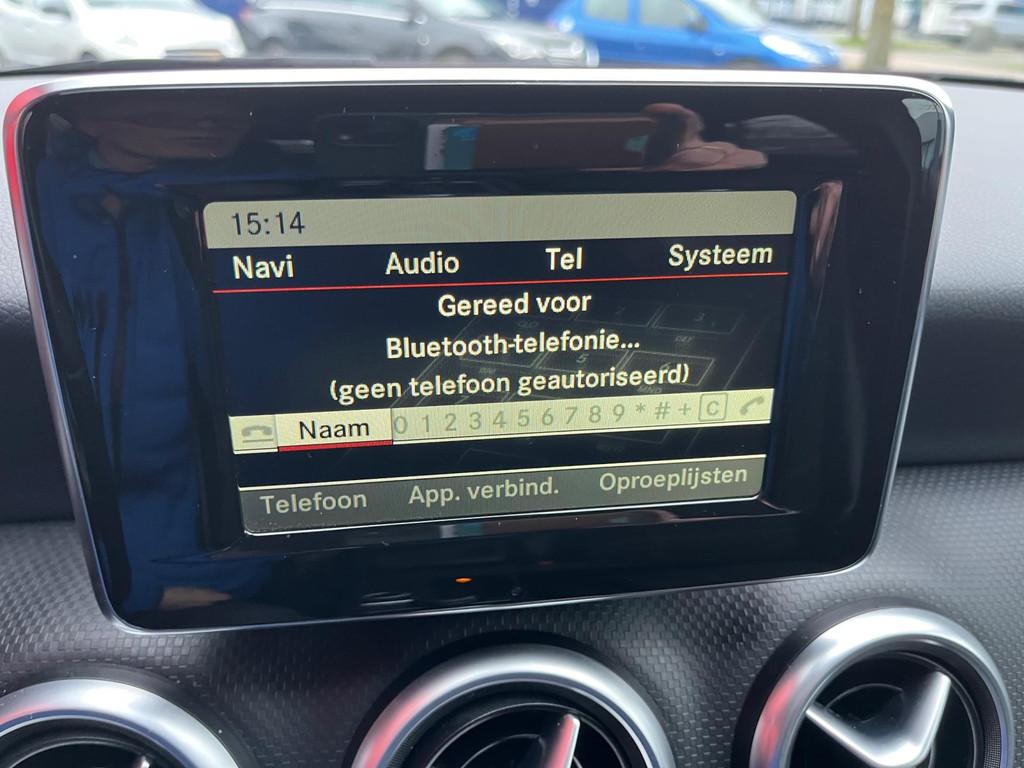 15:14
Navi Audio Tel Systeem
Gereed voor
Bluetooth-telefonie...
(geen telefoon geautoriseerd)
Naam 0 1 2 3 4 5 6 7 8 9 * # + C
Telefoon App. verbind. Oproeplijsten